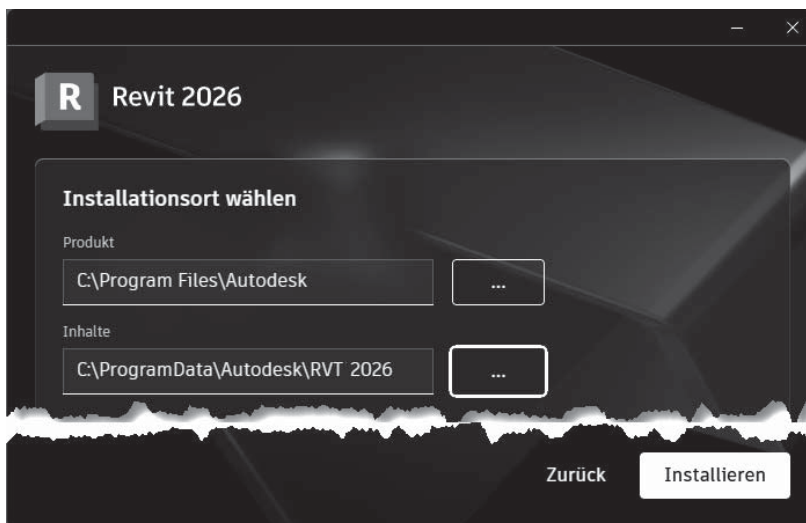 R Revit 2026
Installationsort wählen
Produkt
C:\Program Files\Autodesk
...
Inhalte
C:\ProgramData\Autodesk\RVT 2026
...
Zurück
Installieren